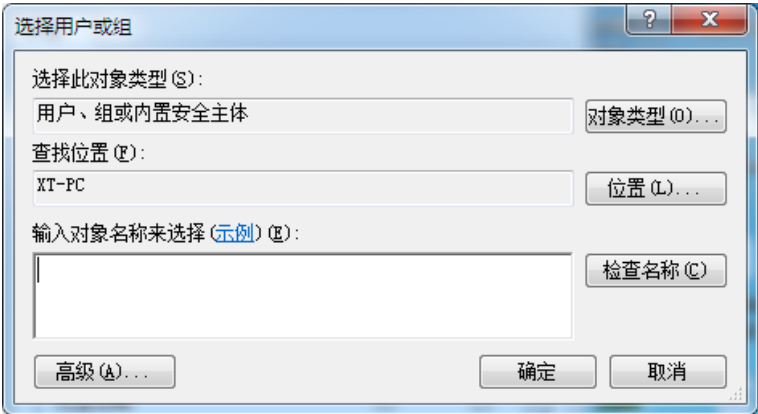 选择用户或组
选择此对象类型(S):
用户、组或内置安全主体
对象类型(O)...
查找位置(F):
XT-PC
位置(L)...
输入对象名称来选择(示例)(E):
检查名称(C)
高级(A)...
确定
取消